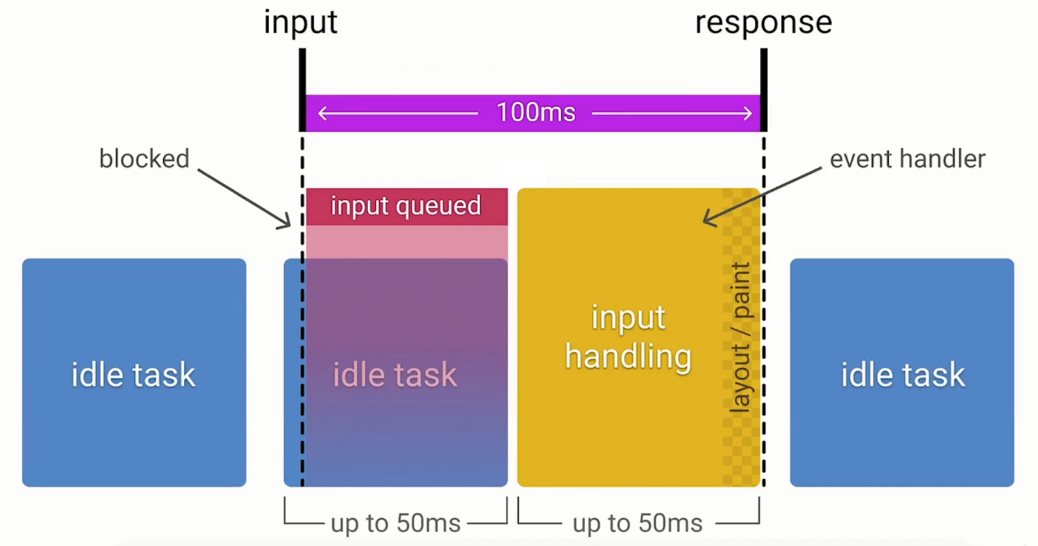 input
response
100ms
blocked
event handler
input queued
idle task
idle task
input
handling
layout / paint
idle task
up to 50ms
up to 50ms